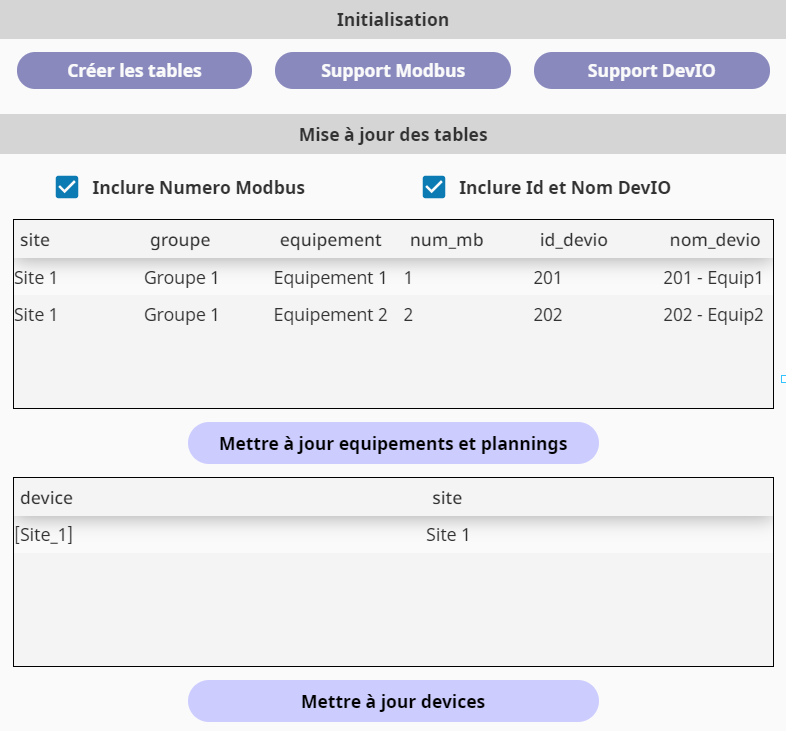 Initialisation
Créer les tables Support Modbus Support DevIO
Mise à jour des tables
Inclure Numero Modbus Inclure Id et Nom DevIO
site groupe equipement num_mb id_devio nom_devio
Site 1 Groupe 1 Equipement 1 1 201 201 - Equip1
Site 1 Groupe 1 Equipement 2 2 202 202 - Equip2
Mettre à jour equipements et plannings
device site
[Site_1] Site 1
Mettre à jour devices